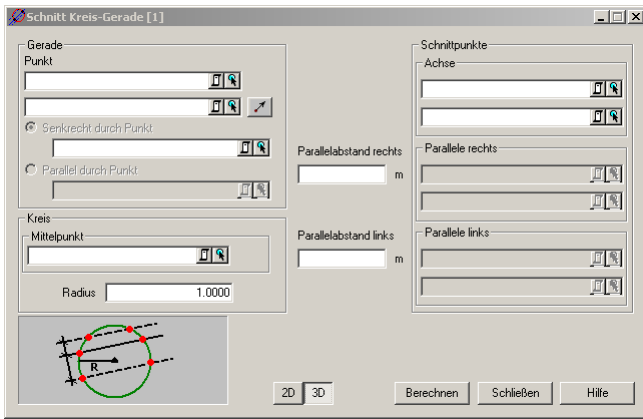 Schnitt Kreis-Gerade [1]
Gerade
Punkt
Senkrecht durch Punkt
Parallel durch Punkt
Kreis
Mittelpunkt
Radius 1.0000
R
Parallelabstand rechts
m
Parallelabstand links
m
Schnittpunkte
Achse
Parallele rechts
Parallele links
2D 3D Berechnen Schließen Hilfe